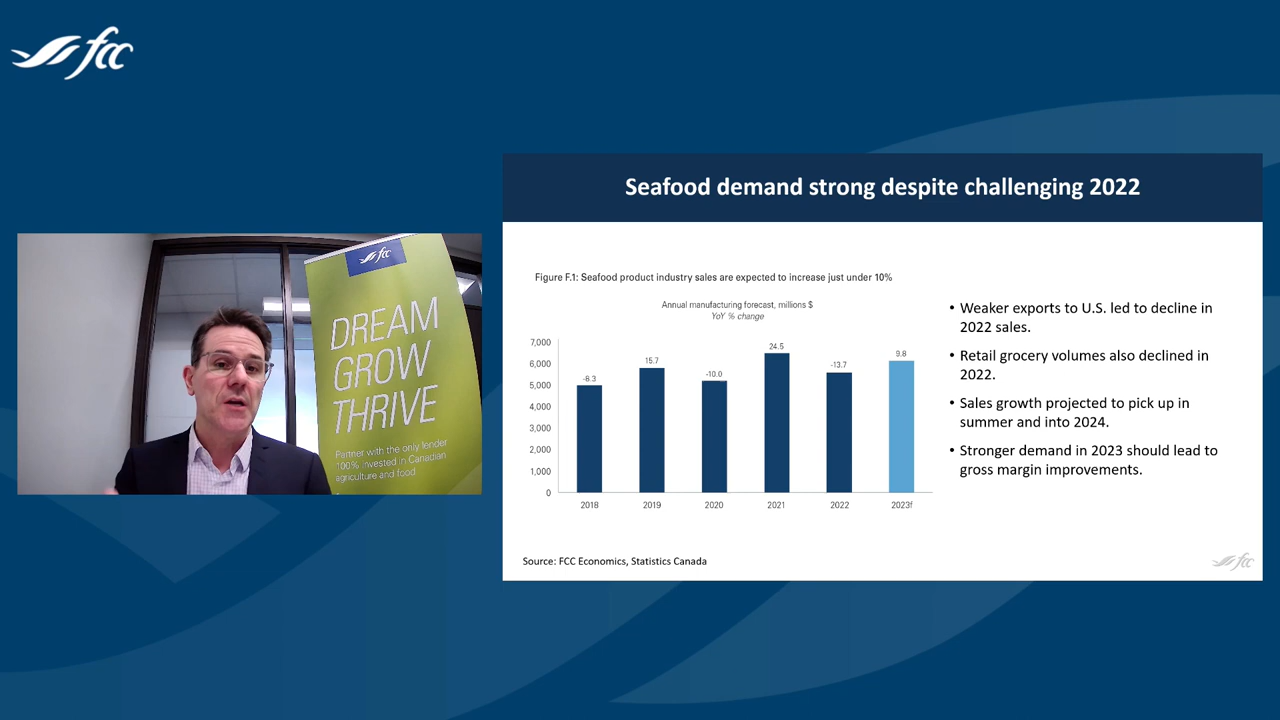 fcc
fcc
DREAM
GROW
THRIVE
Partner with the only lender
100% invested in Canadian
agriculture and food
Seafood demand strong despite challenging 2022
Figure F.1: Seafood product industry sales are expected to increase just under 10%
Annual manufacturing forecast, millions $
YoY % change
7,000
6,000
5,000
4,000
3,000
2,000
1,000
0
-8.3
15.7
-10.0
24.5
-13.7
9.8
2018
2019
2020
2021
2022
2023f
• Weaker exports to U.S. led to decline in
2022 sales.
• Retail grocery volumes also declined in
2022.
• Sales growth projected to pick up in
summer and into 2024.
• Stronger demand in 2023 should lead to
gross margin improvements.
Source: FCC Economics, Statistics Canada
fcc